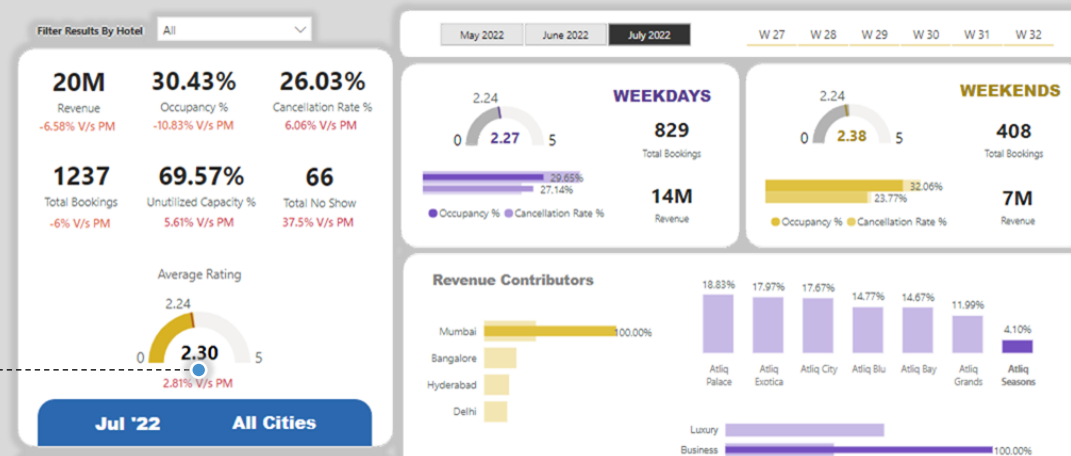 Filter Results By Hotel All
May 2022 June 2022 July 2022
W 27 W 28 W 29 W 30 W 31 W 32
20M 30.43% 26.03%
Revenue Occupancy % Cancellation Rate %
-6.58% V/s PM -10.83% V/s PM 6.06% V/s PM
1237 69.57% 66
Total Bookings Unutilized Capacity % Total No Show
-6% V/s PM 5.61% V/s PM 37.5% V/s PM
Average Rating
2.24
0 2.30 5
2.81% V/s PM
Jul '22 All Cities
WEEKDAYS
2.24
0 2.27 5
829
Total Bookings
29.65%
27.14%
14M
Revenue
Occupancy % Cancellation Rate %
WEEKENDS
2.24
0 2.38 5
408
Total Bookings
32.06%
23.77%
7M
Revenue
Occupancy % Cancellation Rate %
Revenue Contributors
Mumbai 100.00%
Bangalore
Hyderabad
Delhi
18.83% 17.97% 17.67% 14.77% 14.67% 11.99% 4.10%
Atliq Atliq Atliq City Atliq Blu Atliq Bay Atliq Atliq
Palace Exotica Grands Seasons
Luxury
Business 100.00%